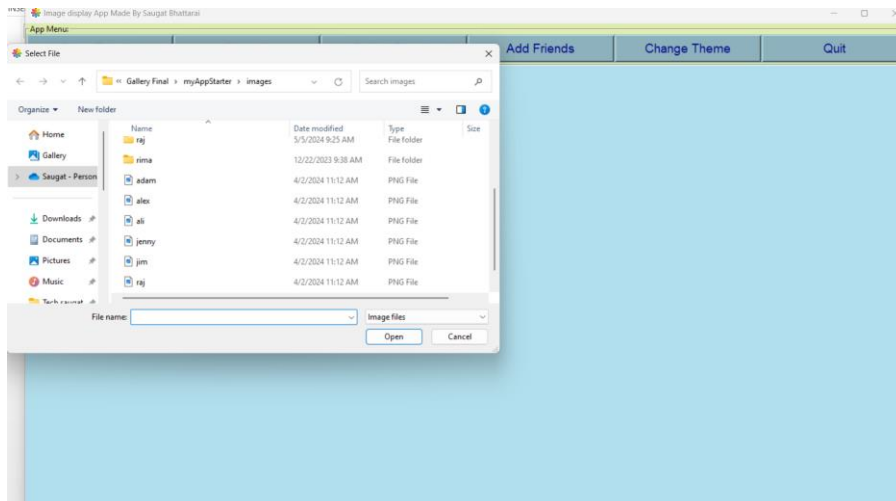 Image display App Made By Saugat Bhattarai
App Menu:
Add Friends Change Theme Quit
Select File
« Gallery Final > myAppStarter > images
Search images
Organize New folder
Name Date modified Type Size
Home
Gallery
Saugat - Person
Downloads
Documents
Pictures
Music
raj 5/5/2024 9:25 AM File folder
rima 12/22/2023 9:38 AM File folder
adam 4/2/2024 11:12 AM PNG File
alex 4/2/2024 11:12 AM PNG File
ali 4/2/2024 11:12 AM PNG File
jenny 4/2/2024 11:12 AM PNG File
jim 4/2/2024 11:12 AM PNG File
raj 4/2/2024 11:12 AM PNG File
File name: Image files
Open Cancel